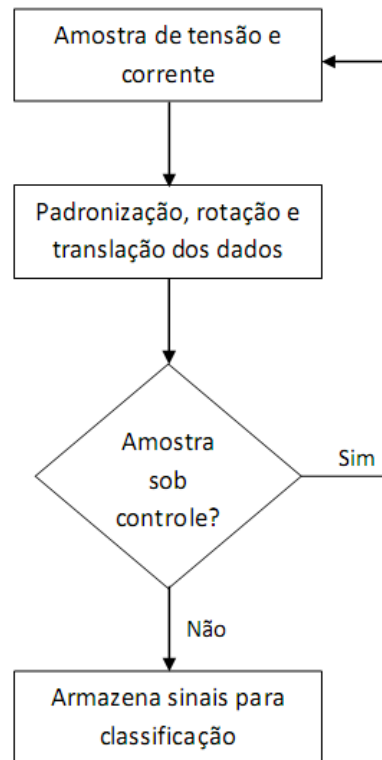 Amostra de tensão e
corrente
Padronização, rotação e
translação dos dados
Amostra
sob
controle?
Sim
Não
Armazena sinais para
classificação